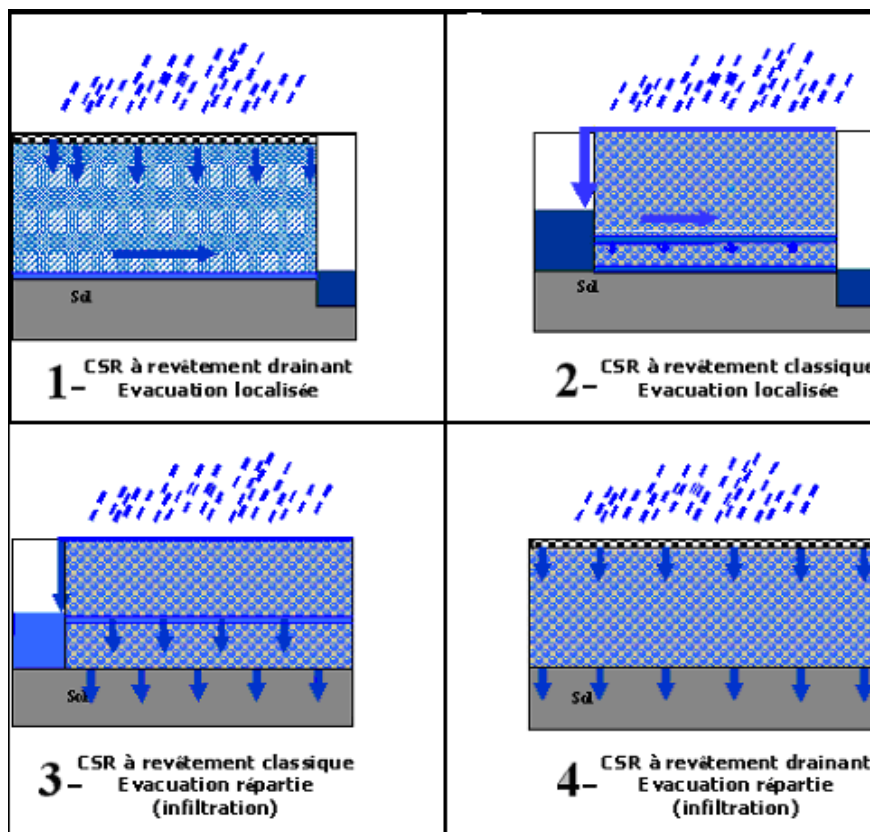 Sol
1- CSR à revêtement drainant
Evacuation localisée
Sol
2- CSR à revêtement classique
Evacuation localisée
Sol
3- CSR à revêtement classique
Evacuation répartie
(infiltration)
Sol
4- CSR à revêtement drainant
Evacuation répartie
(infiltration)